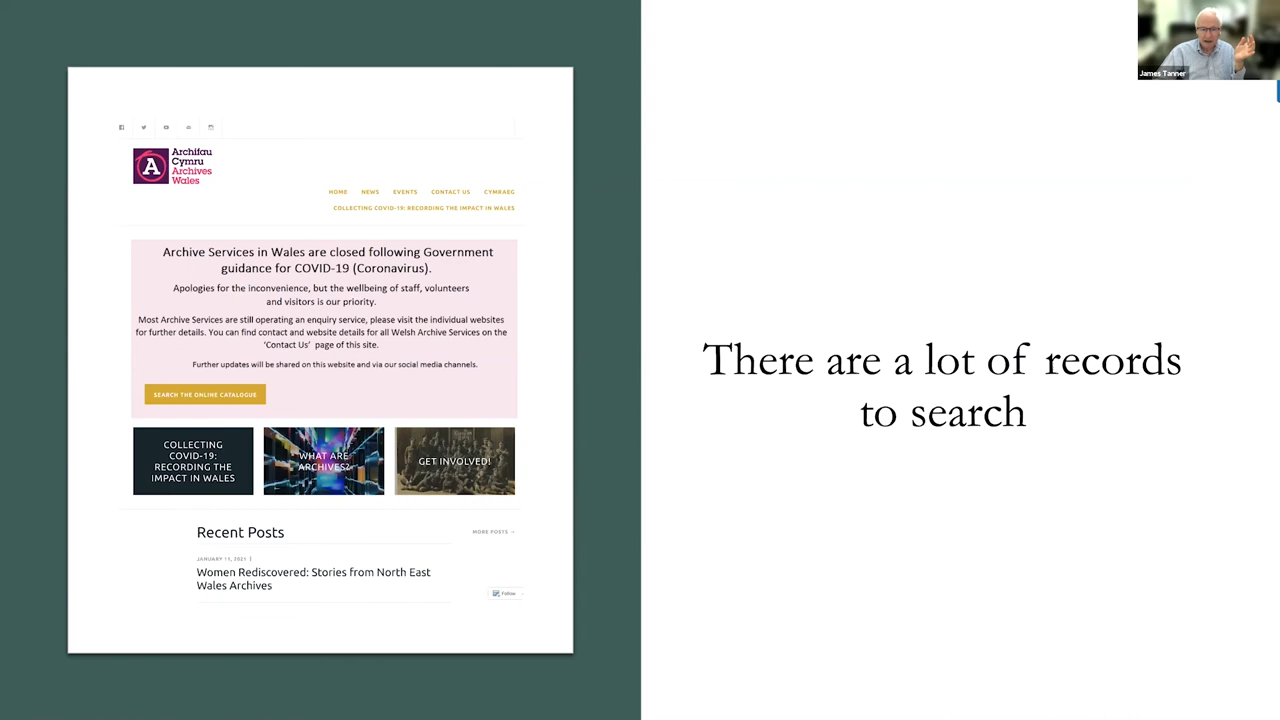 Archifau
Cymru
Archives
Wales
HOME NEWS EVENTS CONTACT US CYMRAEG
COLLECTING COVID-19: RECORDING THE IMPACT IN WALES
Archive Services in Wales are closed following Government
guidance for COVID-19 (Coronavirus).
Apologies for the inconvenience, but the wellbeing of staff, volunteers
and visitors is our priority.
Most Archive Services are still operating an enquiry service, please visit the individual websites
for further details. You can find contact and website details for all Welsh Archive Services on the
'Contact Us' page of this site.
Further updates will be shared on this website and via our social media channels.
SEARCH THE ONLINE CATALOGUE
COLLECTING
COVID-19:
RECORDING THE
IMPACT IN WALES
WHAT ARE
ARCHIVES?
GET INVOLVED!
Recent Posts
MORE POSTS →
JANUARY 11, 2021
Women Rediscovered: Stories from North East
Wales Archives
Follow
There are a lot of records
to search
James Tanner